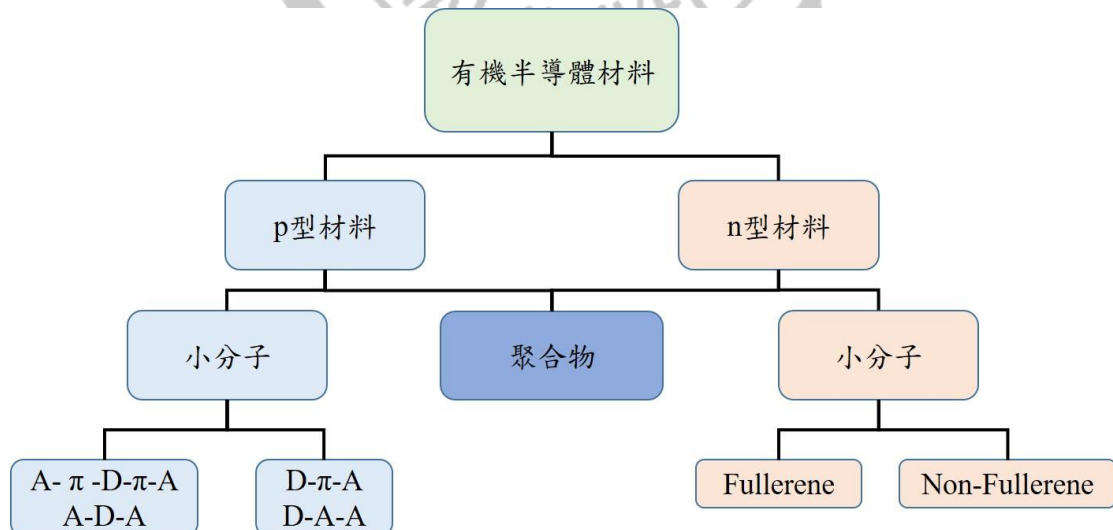 有機半導體材料
p型材料
n型材料
小分子
聚合物
小分子
A- π -D-π-A
A-D-A
D-π-A
D-A-A
Fullerene
Non-Fullerene